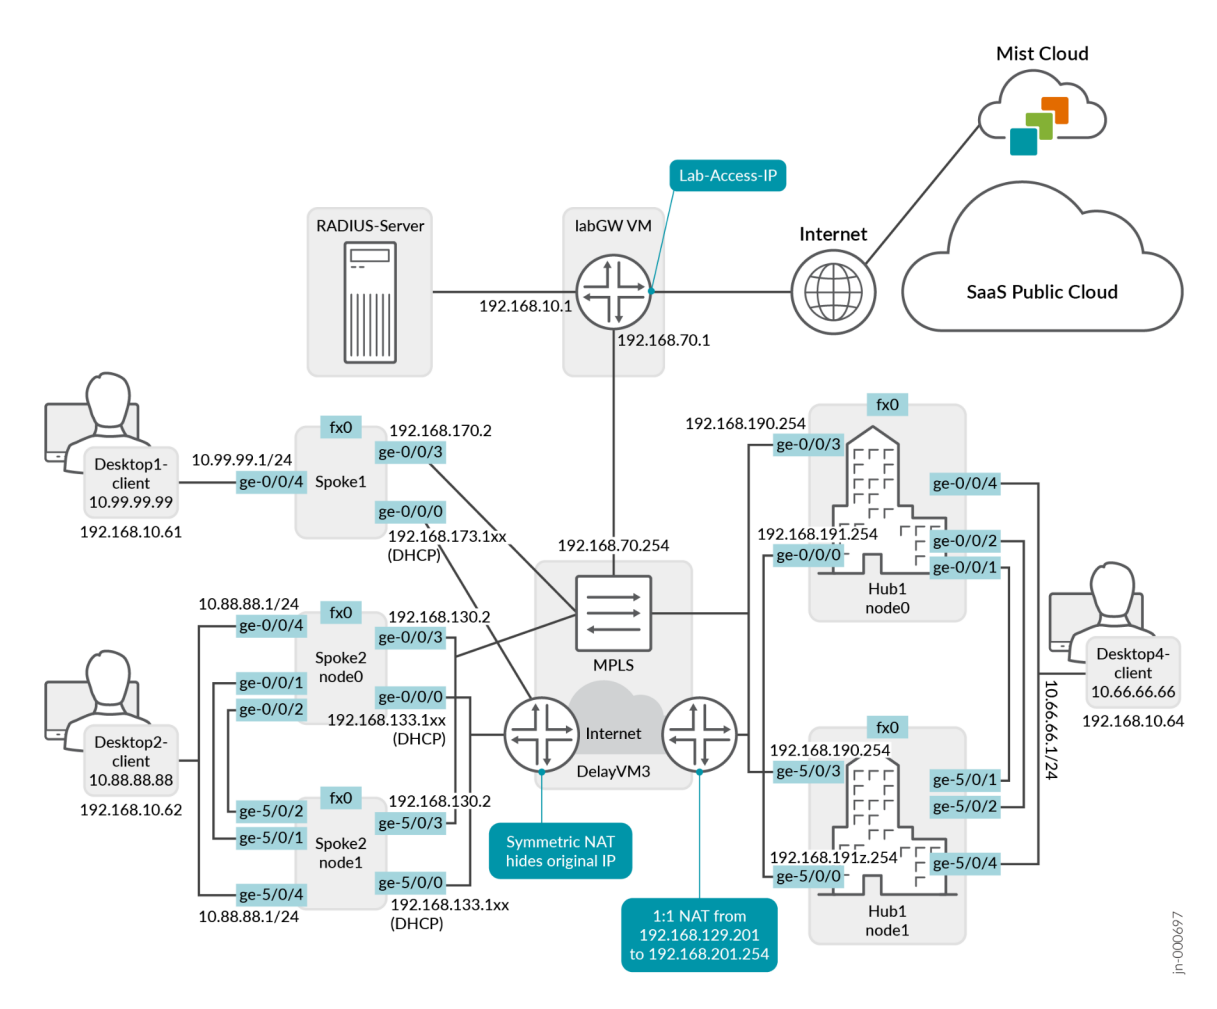 Mist Cloud
Lab-Access-IP
RADIUS-Server
labGW VM
Internet
SaaS Public Cloud
192.168.10.1
192.168.70.1
fx0
192.168.170.2
ge-0/0/3
Desktop1-
client
10.99.99.99
192.168.10.61
10.99.99.1/24
ge-0/0/4
Spoke1
ge-0/0/0
192.168.173.1xx
(DHCP)
192.168.70.254
MPLS
fx0
192.168.190.254
ge-0/0/3
192.168.191.254
ge-0/0/0
ge-0/0/4
ge-0/0/2
ge-0/0/1
Hub1
node0
10.88.88.1/24
ge-0/0/4
fx0
192.168.130.2
ge-0/0/3
Spoke2
node0
ge-0/0/1
ge-0/0/2
ge-0/0/0
192.168.133.1xx
(DHCP)
Desktop2-
client
10.88.88.88
192.168.10.62
Internet
DelayVM3
Desktop4-
client
10.66.66.66
192.168.10.64
10.66.66.1/24
fx0
192.168.130.2
ge-5/0/3
ge-5/0/2
ge-5/0/1
Spoke2
node1
ge-5/0/4
10.88.88.1/24
ge-5/0/0
192.168.133.1xx
(DHCP)
Symmetric NAT
hides original IP
1:1 NAT from
192.168.129.201
to 192.168.201.254
fx0
192.168.190.254
ge-5/0/3
ge-5/0/1
ge-5/0/2
192.168.191z.254
ge-5/0/0
ge-5/0/4
Hub1
node1
jn-000697